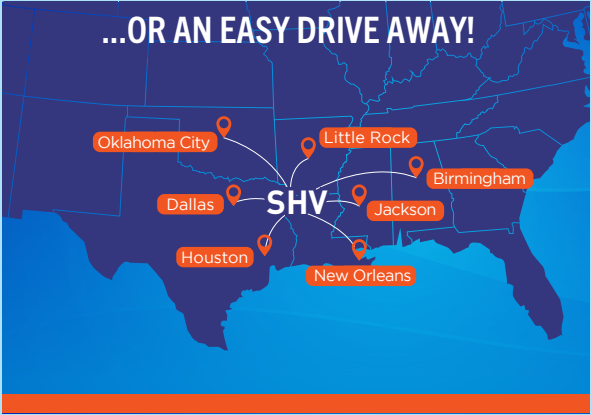 ...OR AN EASY DRIVE AWAY!
Oklahoma City
Little Rock
Birmingham
Dallas
SHV
Jackson
Houston
New Orleans